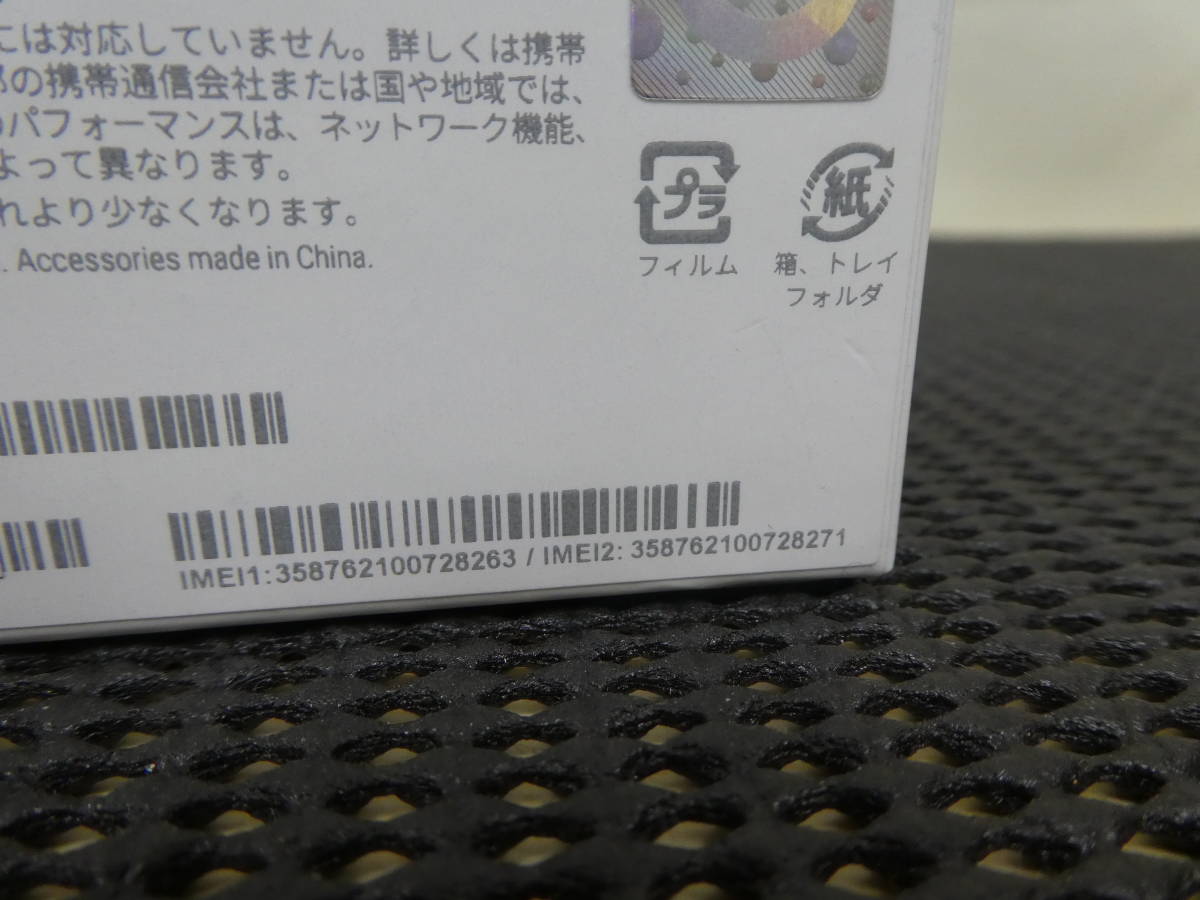 には対応していません。詳しくは携帯
の携帯通信会社または国や地域では、
パフォーマンスは、ネットワーク機能、
よって異なります。
れより少なくなります。
. Accessories made in China.
プラ
フィルム
紙
箱、トレイ
フォルダ
IMEI1:358762100728263 / IMEI2: 358762100728271